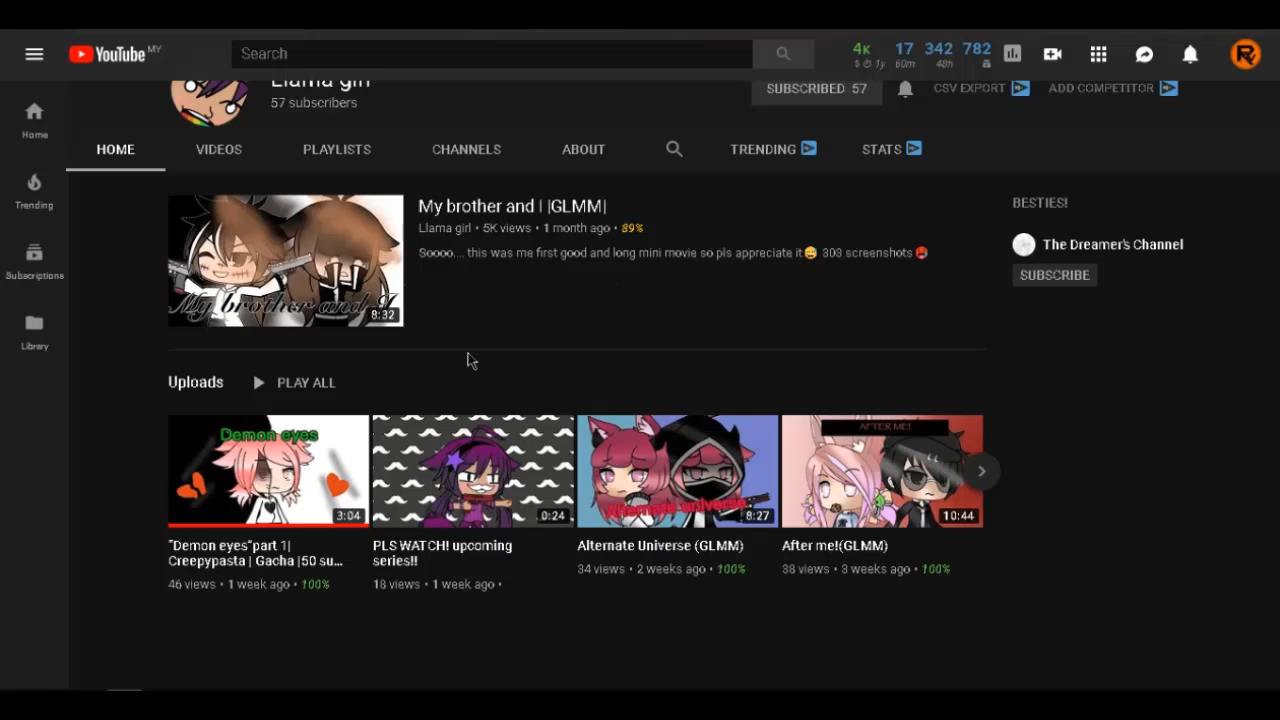 YouTube MY
Search
4K 17 342 782
$ 1y 60m 48h
Llama girl
57 subscribers
SUBSCRIBED 57
CSV EXPORT
ADD COMPETITOR
HOME VIDEOS PLAYLISTS CHANNELS ABOUT TRENDING STATS
Home
Trending
Subscriptions
Library
My brother and I
8:32
My brother and I |GLMM|
Llama girl • 5K views • 1 month ago • 89%
Soooo.... this was me first good and long mini movie so pls appreciate it😅 303 screenshots🥵
BESTIES!
The Dreamer's Channel
SUBSCRIBE
Uploads PLAY ALL
Demon eyes
3:04
"Demon eyes"part 1|
Creepypasta | Gacha |50 su...
46 views • 1 week ago • 100%
0:24
PLS WATCH! upcoming
series!!
18 views • 1 week ago •
Alternate universe
8:27
Alternate Universe (GLMM)
34 views • 2 weeks ago • 100%
AFTER ME!
10:44
After me!(GLMM)
38 views • 3 weeks ago • 100%